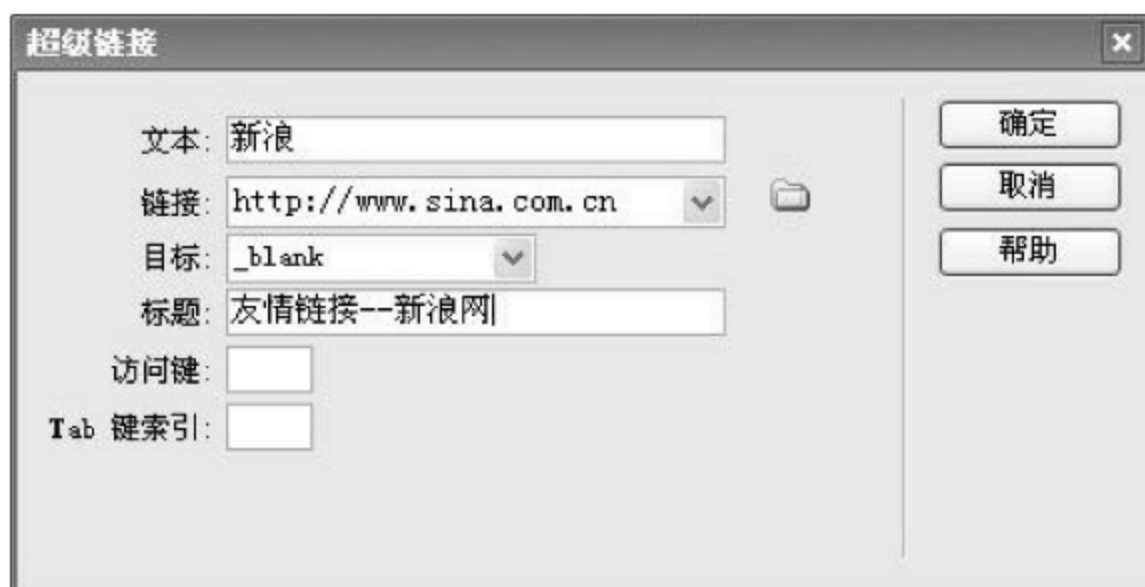 超级链接
文本: 新浪
链接: http://www.sina.com.cn
目标: _blank
标题: 友情链接--新浪网
访问键:
Tab 键索引:
确定
取消
帮助